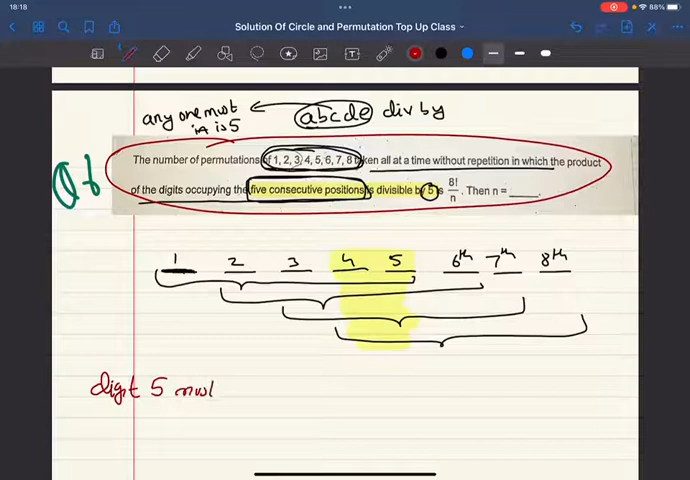 18:18
88%
Solution Of Circle and Permutation Top Up Class
any one must abcde div by
is 5
The number of permutations of 1, 2, 3, 4, 5, 6, 7, 8 taken all at a time without repetition in which the product
of the digits occupying the five consecutive positions is divisible by 5 is 8!/n. Then n = ____.
Q6
1 2 3 4 5 6th 7th 8th
digit 5 must